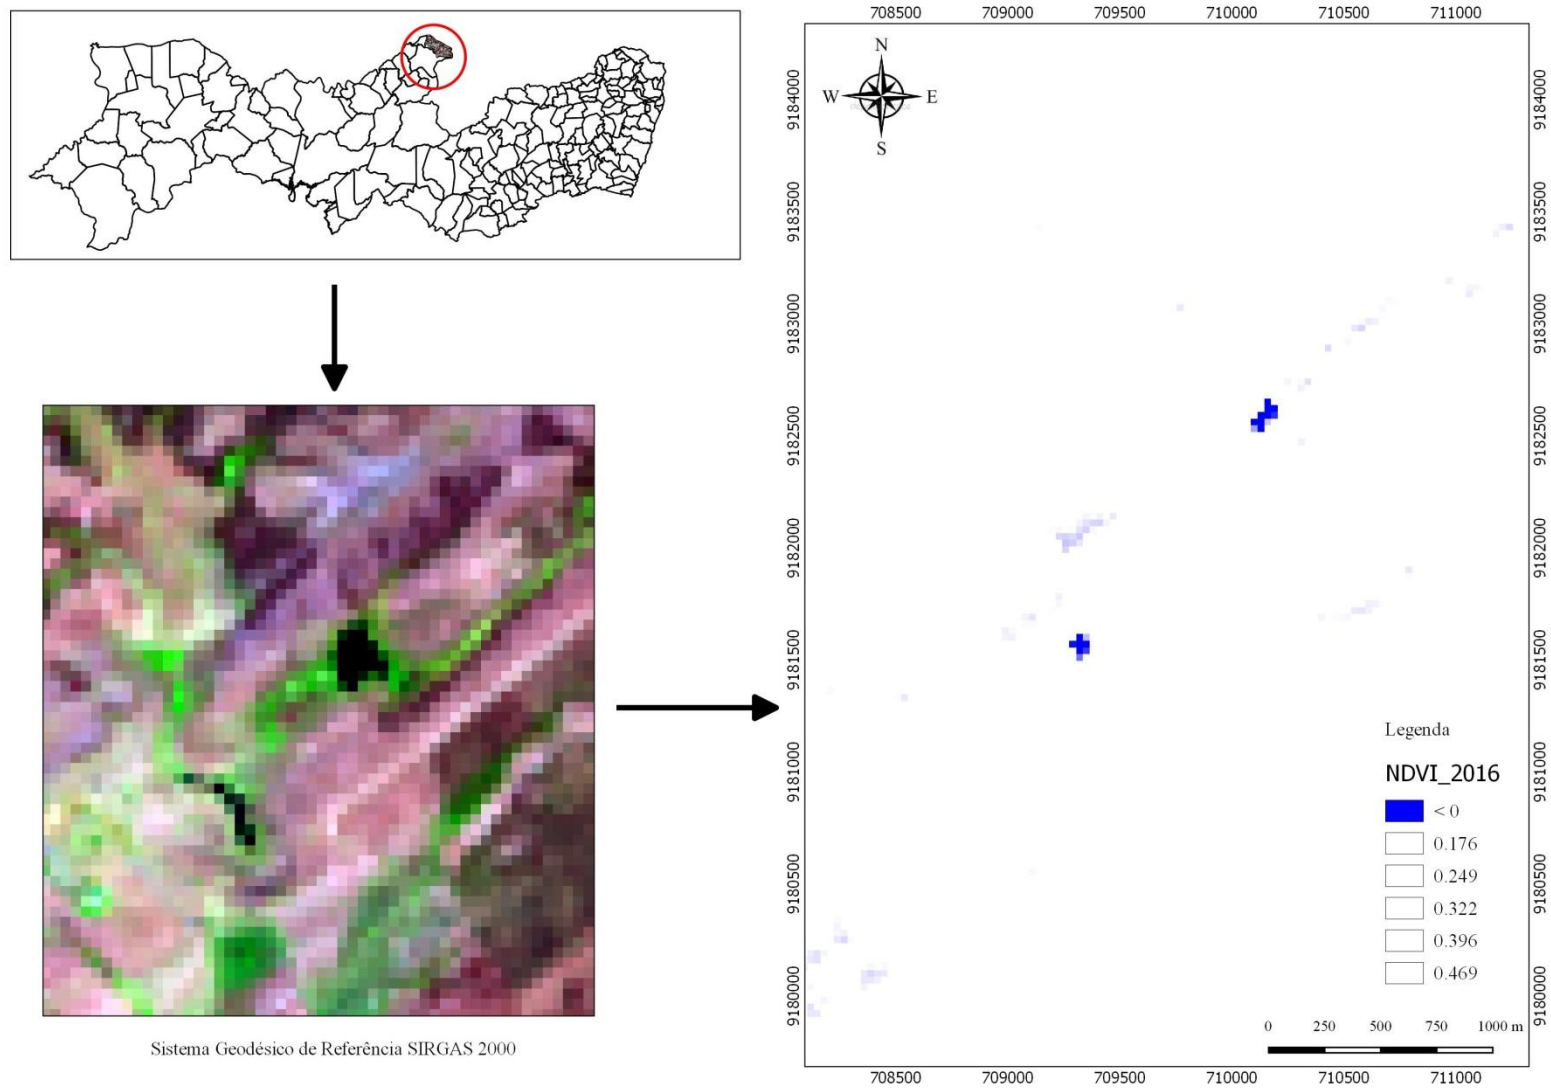 708500 709000 709500 710000 710500 711000
N
W E
S
9184000 9184000
9183500 9183500
9183000 9183000
9182500 9182500
9182000 9182000
9181500 9181500
9181000 9181000
9180500 9180500
9180000 9180000
Legenda
NDVI_2016
< 0
0.176
0.249
0.322
0.396
0.469
0 250 500 750 1000 m
708500 709000 709500 710000 710500 711000
Sistema Geodésico de Referência SIRGAS 2000